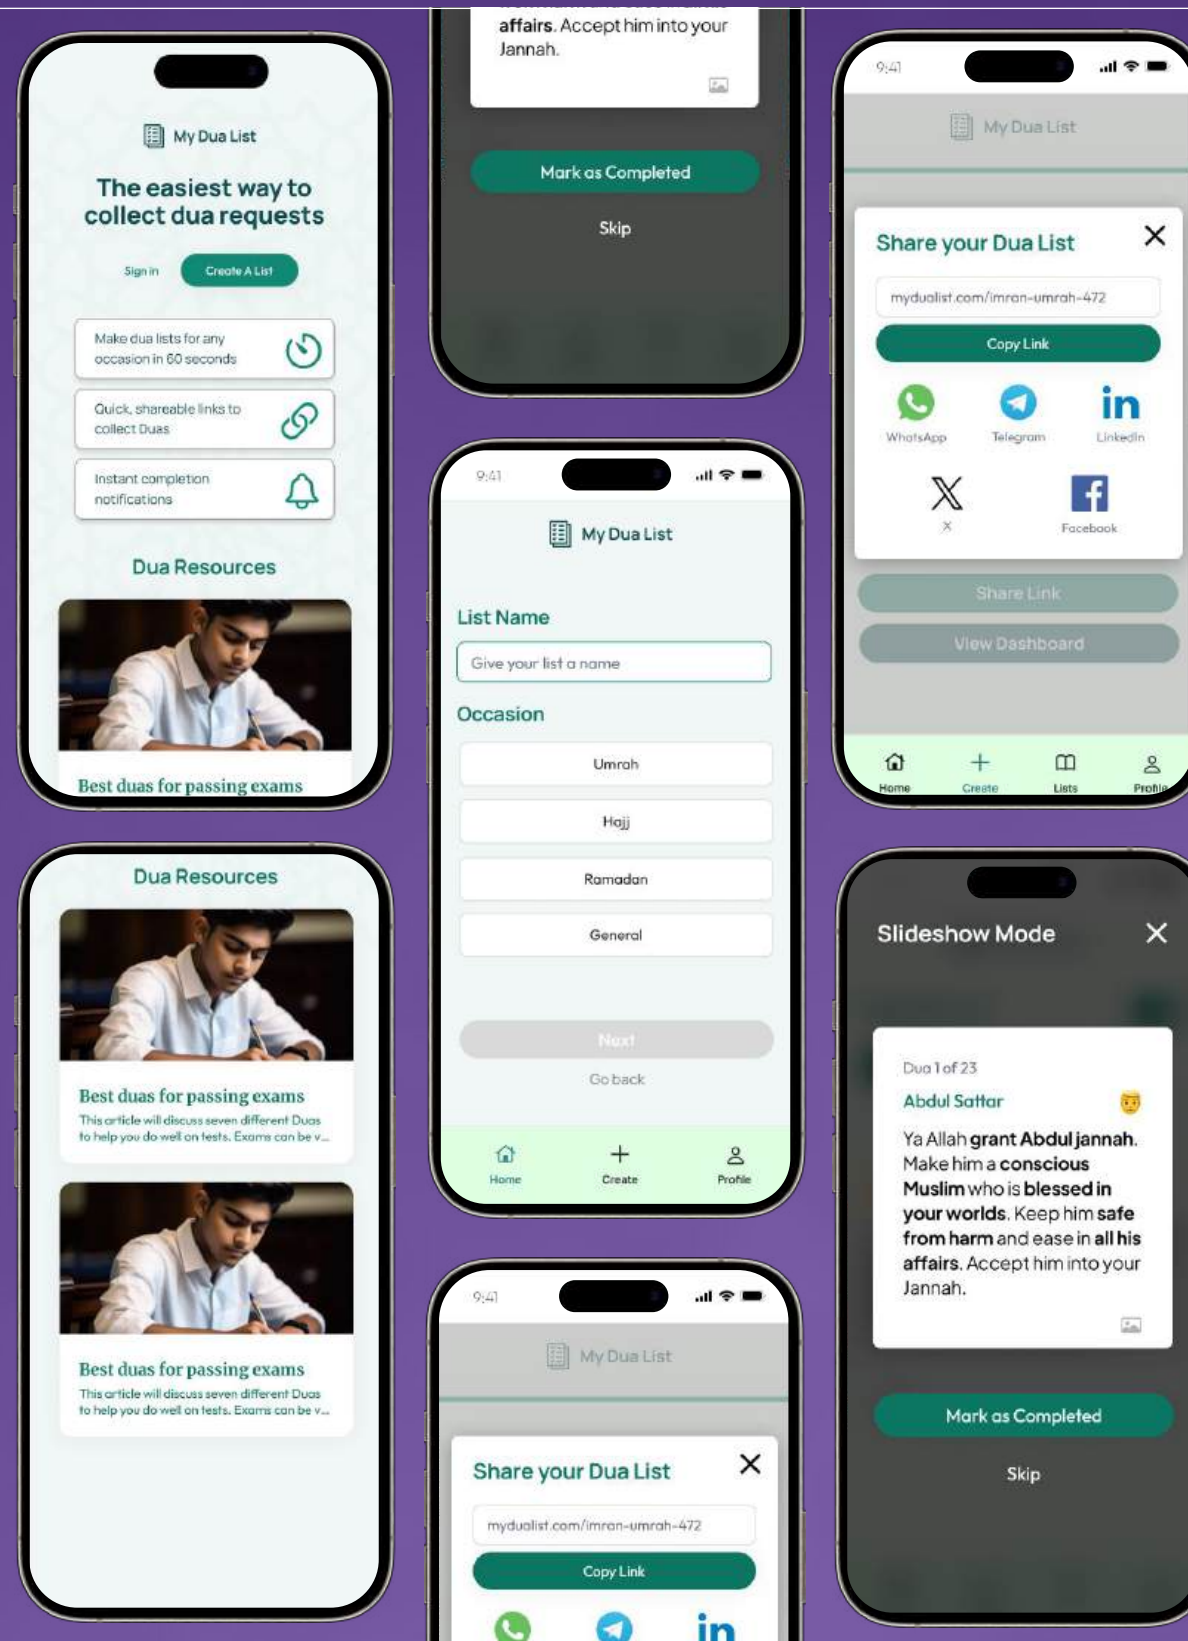 My Dua List
The easiest way to
collect dua requests
Sign in
Create A List
Make dua lists for any
occasion in 60 seconds
Quick, shareable links to
collect Duas
Instant completion
notifications
Dua Resources
Best duas for passing exams
Dua Resources
Best duas for passing exams
This article will discuss seven different Duas
to help you do well on tests. Exams can be v...
Best duas for passing exams
This article will discuss seven different Duas
to help you do well on tests. Exams can be v...
affairs. Accept him into your
Jannah.
Mark as Completed
Skip
9:41
My Dua List
List Name
Give your list a name
Occasion
Umrah
Hajj
Ramadan
General
Next
Go back
Home
Create
Profile
9:41
My Dua List
Share your Dua List
mydualist.com/imran-umrah-472
Copy Link
in
9:41
My Dua List
Share your Dua List
mydualist.com/imran-umrah-472
Copy Link
in
WhatsApp
Telegram
LinkedIn
X
Facebook
Share Link
View Dashboard
Home
Create
Lists
Profile
Slideshow Mode
Dua 1 of 23
Abdul Sattar
Ya Allah grant Abdul jannah.
Make him a conscious
Muslim who is blessed in
your worlds. Keep him safe
from harm and ease in all his
affairs. Accept him into your
Jannah.
Mark as Completed
Skip